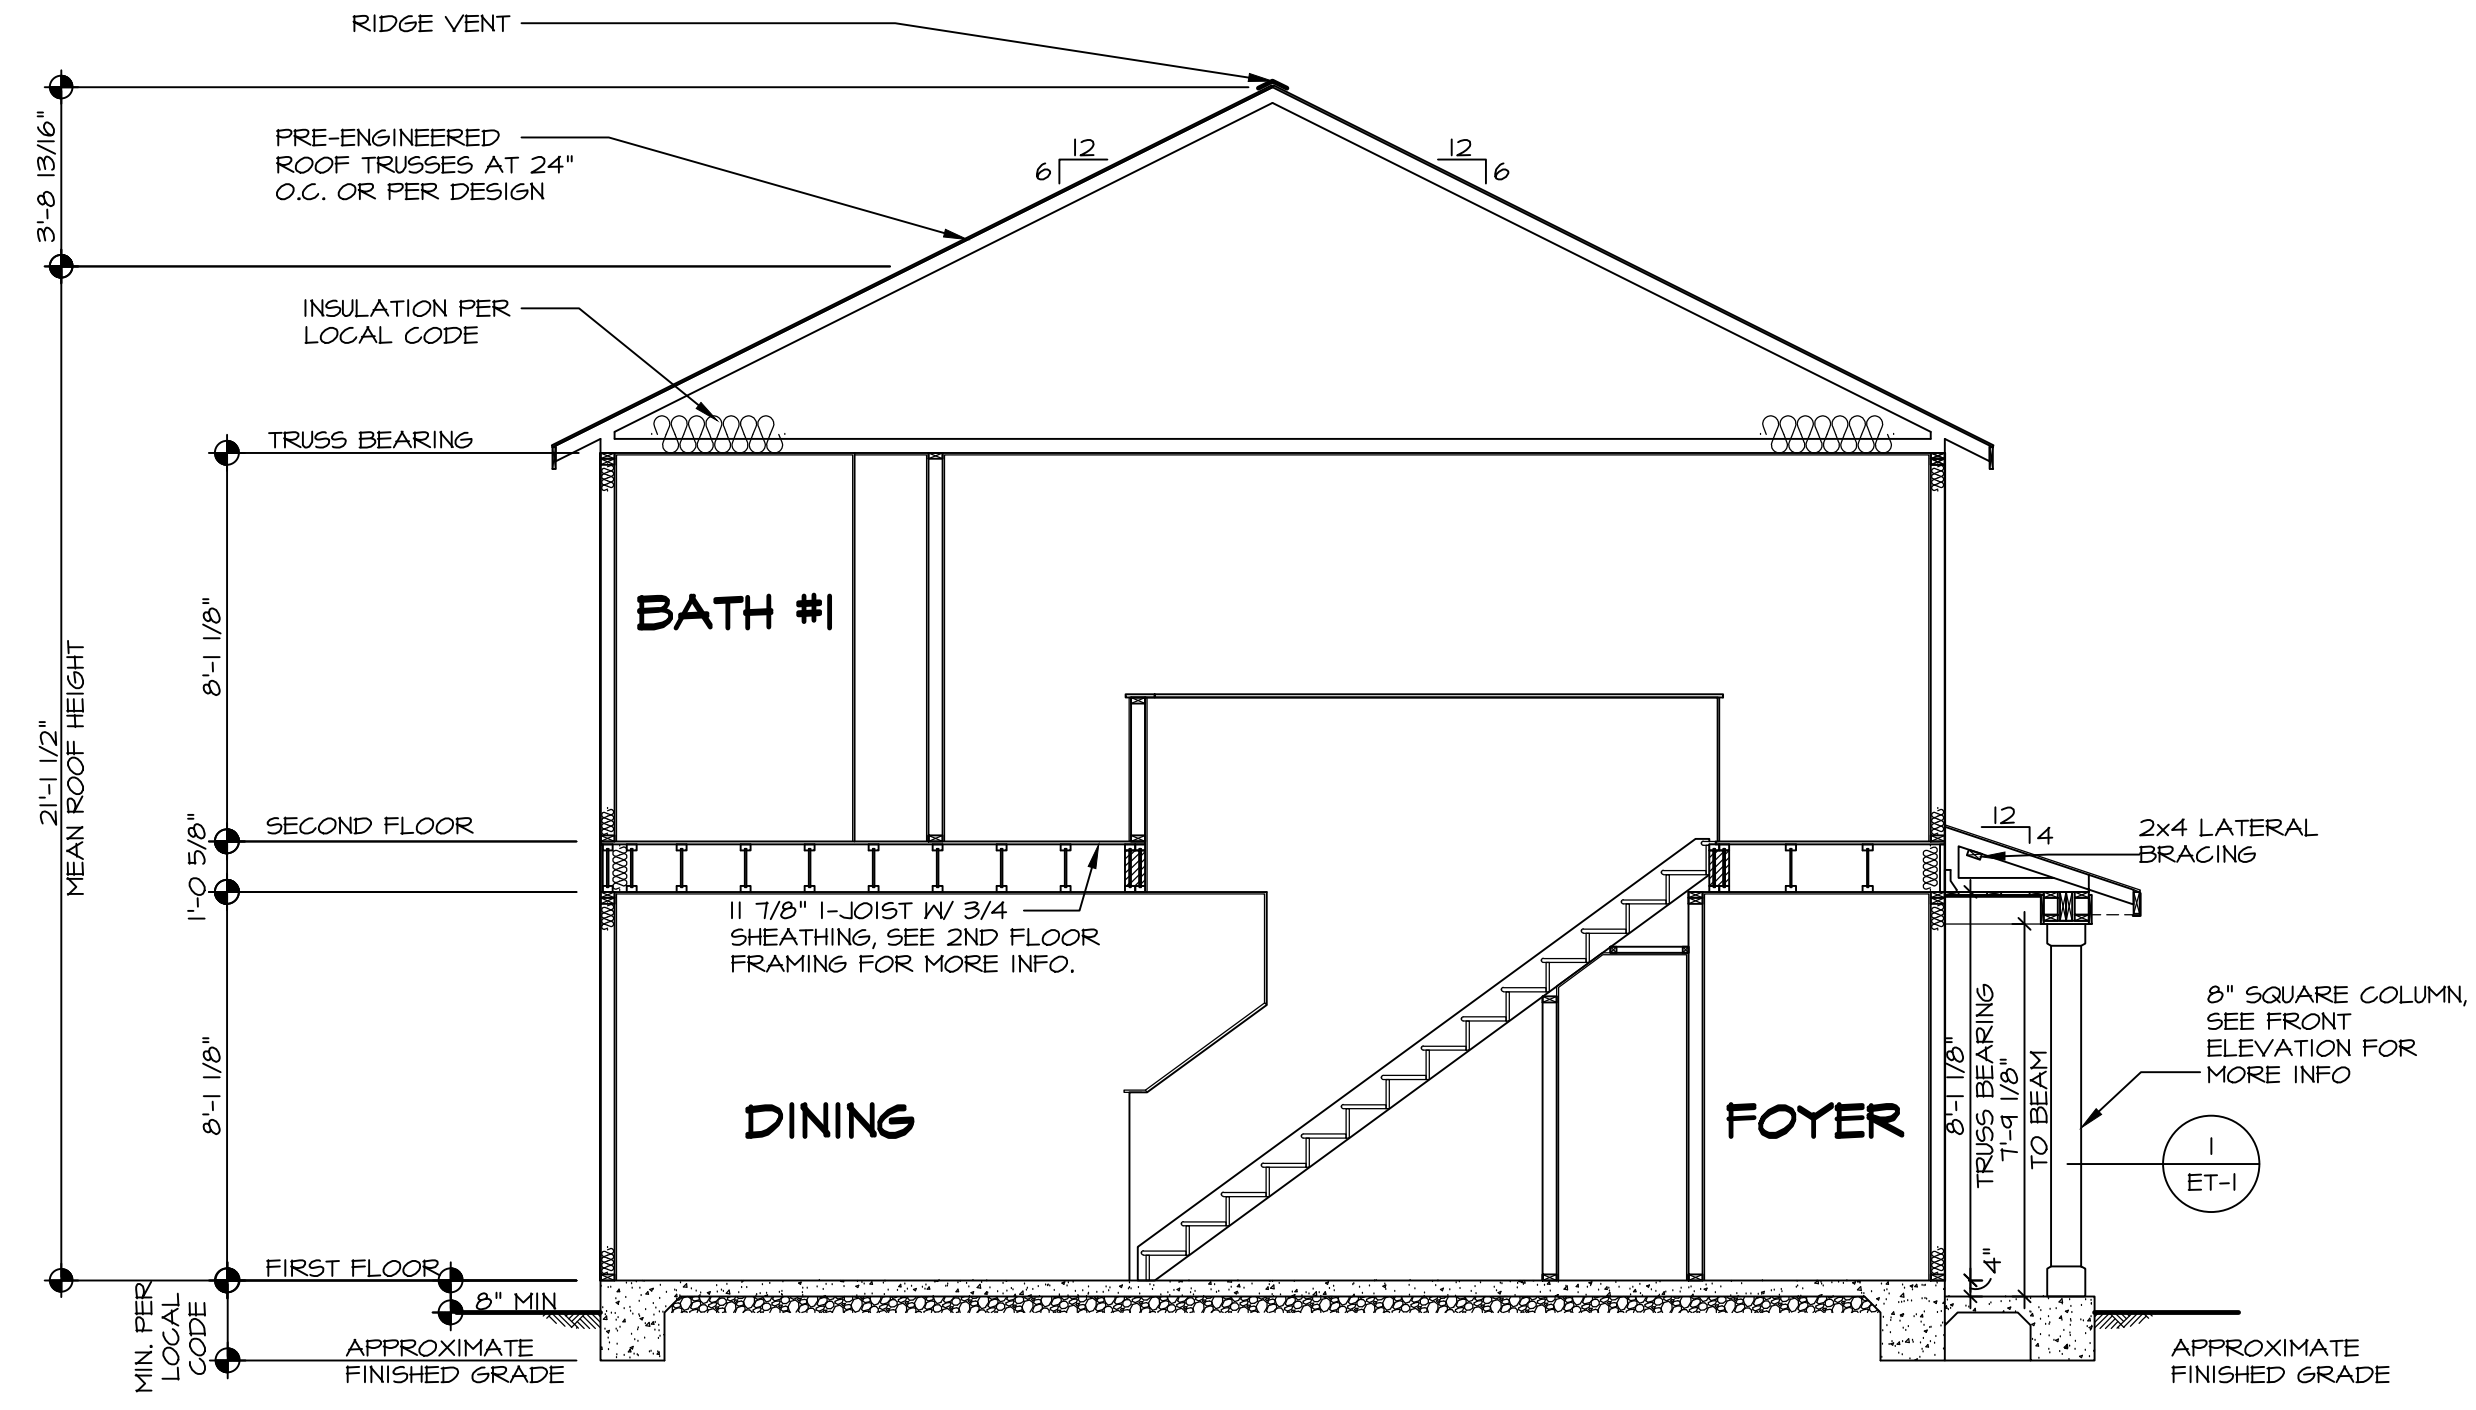 RIDGE VENT
3'-8 13/16"
PRE-ENGINEERED
ROOF TRUSSES AT 24"
O.C. OR PER DESIGN
12
6
12
6
INSULATION PER
LOCAL CODE
TRUSS BEARING
8'-1 1/8"
BATH #1
21'-1 1/2"
MEAN ROOF HEIGHT
SECOND FLOOR
1'-0 5/8"
12
4
2x4 LATERAL
BRACING
11 7/8" I-JOIST W/ 3/4
SHEATHING, SEE 2ND FLOOR
FRAMING FOR MORE INFO.
8'-1 1/8"
DINING
FOYER
8'-1 1/8"
TRUSS BEARING
7'-9 1/8"
TO BEAM
8" SQUARE COLUMN,
SEE FRONT
ELEVATION FOR
MORE INFO
1
ET-1
FIRST FLOOR
4"
8" MIN
MIN. PER
LOCAL
CODE
APPROXIMATE
FINISHED GRADE
APPROXIMATE
FINISHED GRADE